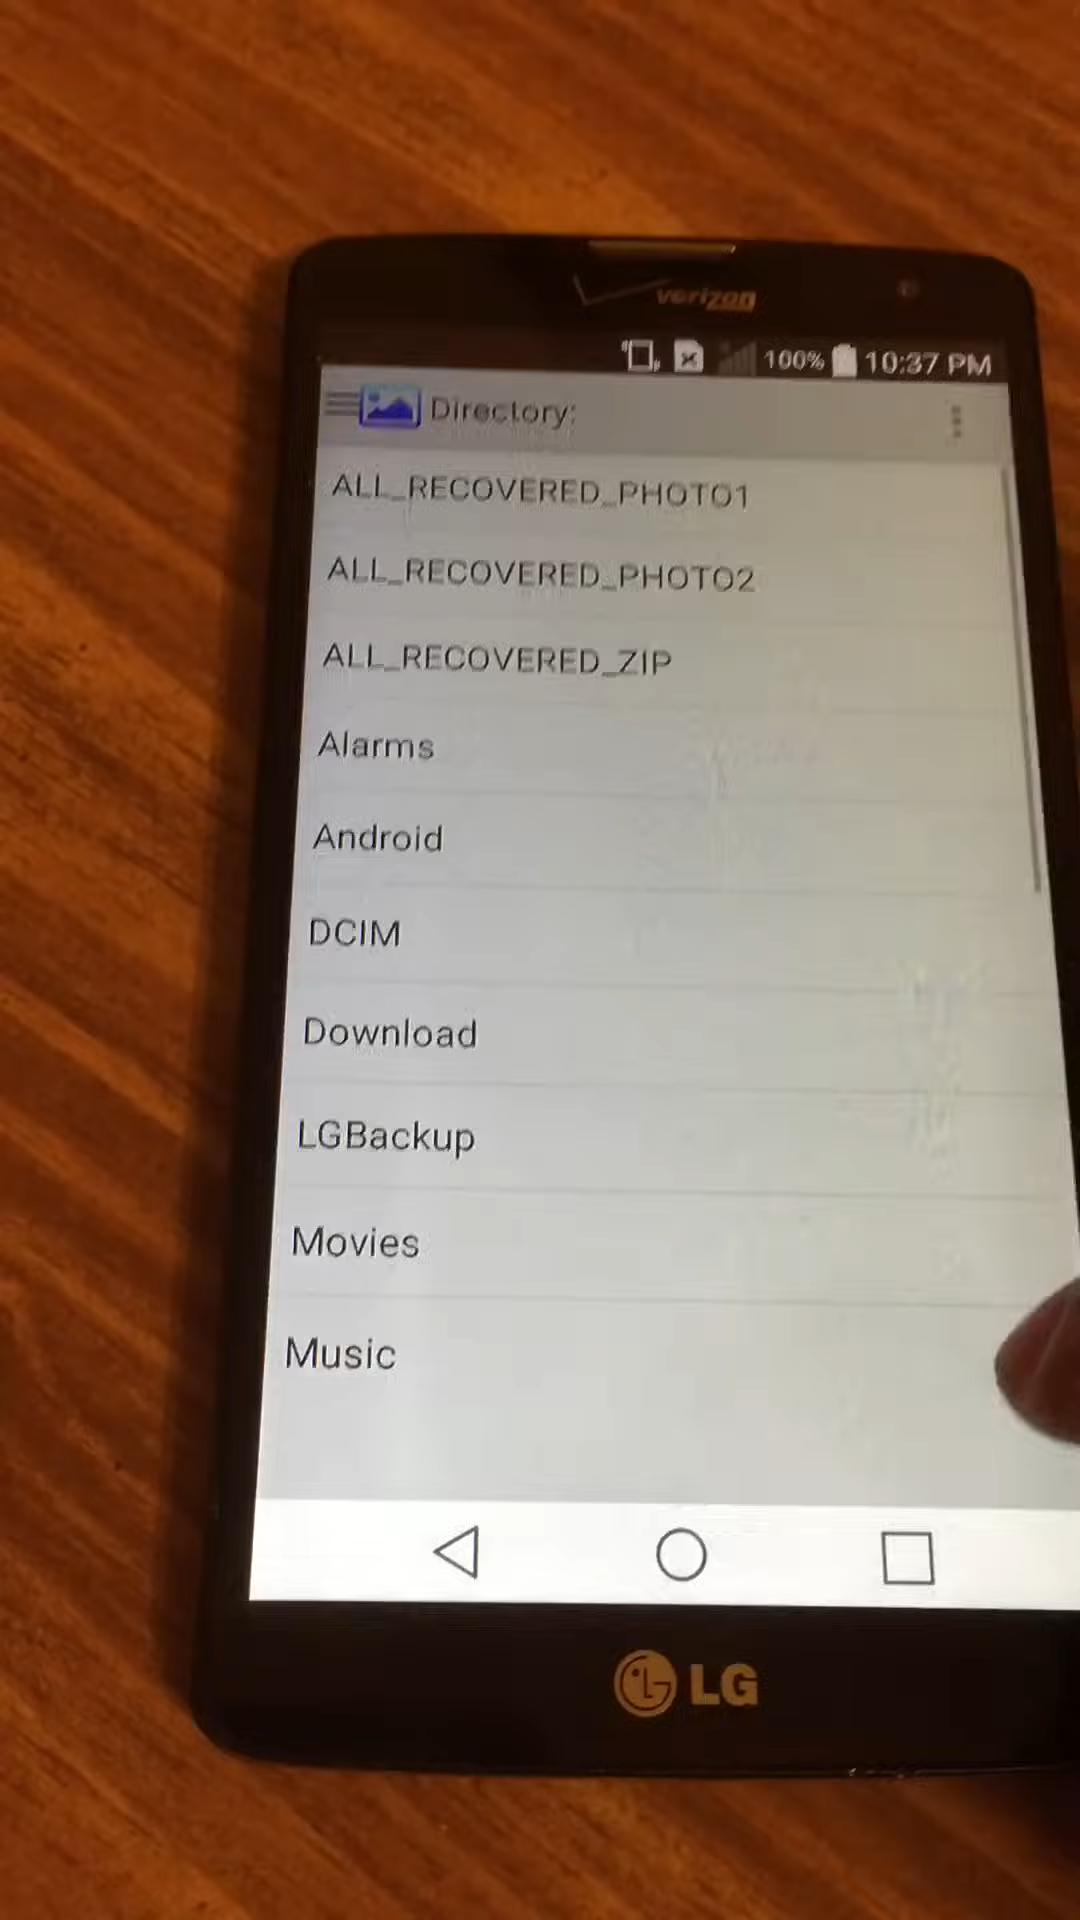 verizon
100% 10:37 PM
Directory:
ALL_RECOVERED_PHOTO1
ALL_RECOVERED_PHOTO2
ALL_RECOVERED_ZIP
Alarms
Android
DCIM
Download
LGBackup
Movies
Music
LG